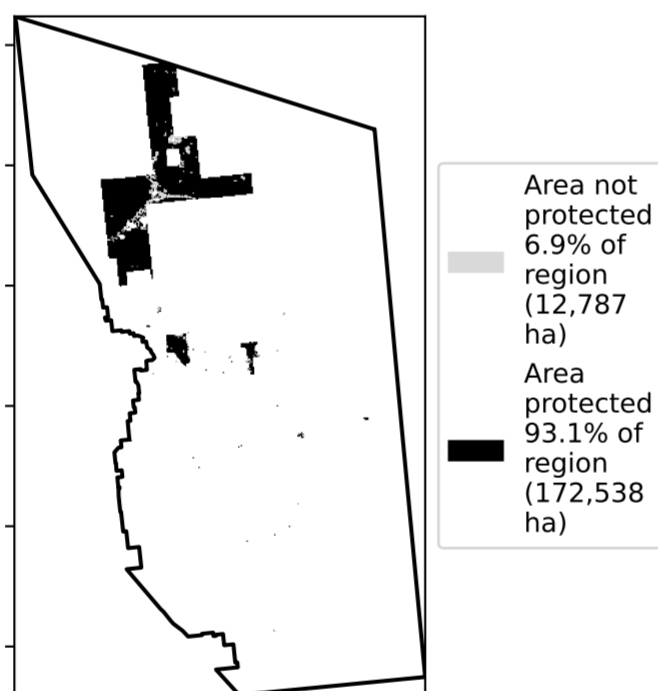 Area not
protected
6.9% of
region
(12,787
ha)
Area
protected
93.1% of
region
(172,538
ha)